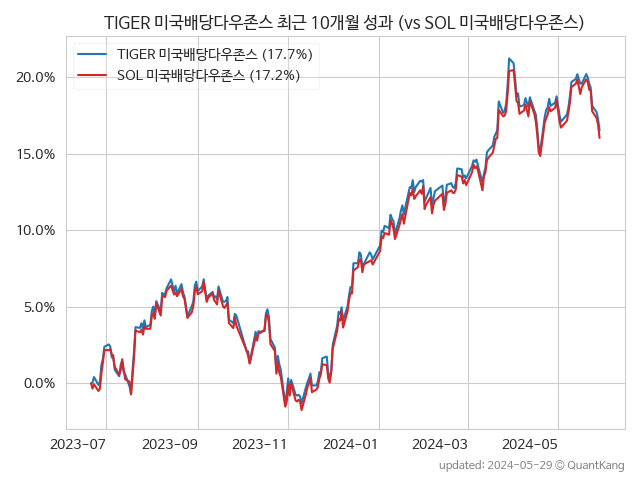 TIGER 미국배당다우존스 최근 10개월 성과 (vs SOL 미국배당다우존스)
TIGER 미국배당다우존스 (17.7%)
SOL 미국배당다우존스 (17.2%)
20.0%
15.0%
10.0%
5.0%
0.0%
2023-07 2023-09 2023-11 2024-01 2024-03 2024-05
updated: 2024-05-29 © QuantKang